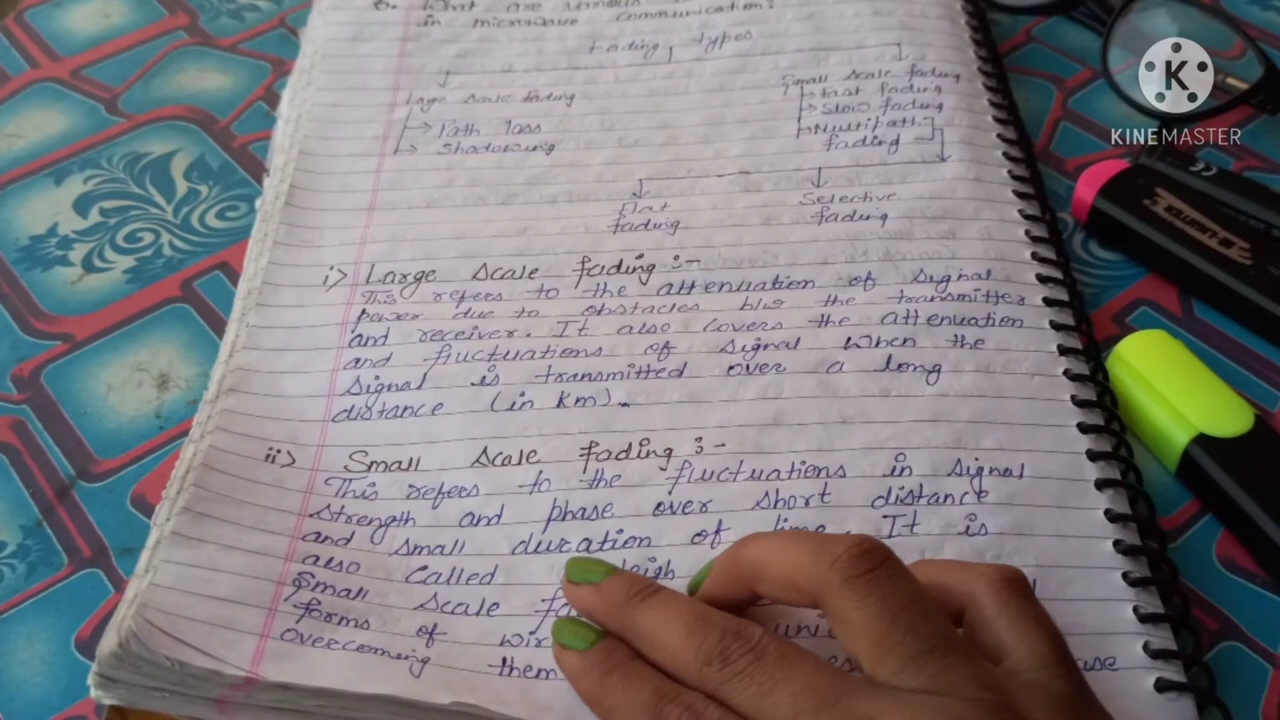 6. What are
in microwave communication?
Fading, types
Large scale fading
→ Path loss
→ Shadowing
Small scale fading
→ Fast fading
→ Slow fading
→ Multipath
fading
Flat
fading
Selective
fading
i) Large scale fading :-
This refers to the attenuation of signal
power due to obstacles b/w the transmitter
and receiver. It also covers the attenuation
and fluctuations of signal when the
signal is transmitted over a long
distance (in km).
ii) Small scale fading :-
This refers to the fluctuations in signal
strength and phase over short distance
and small duration of time. It is
also called
Small scale
forms of
overcoming them
K
KINEMASTER